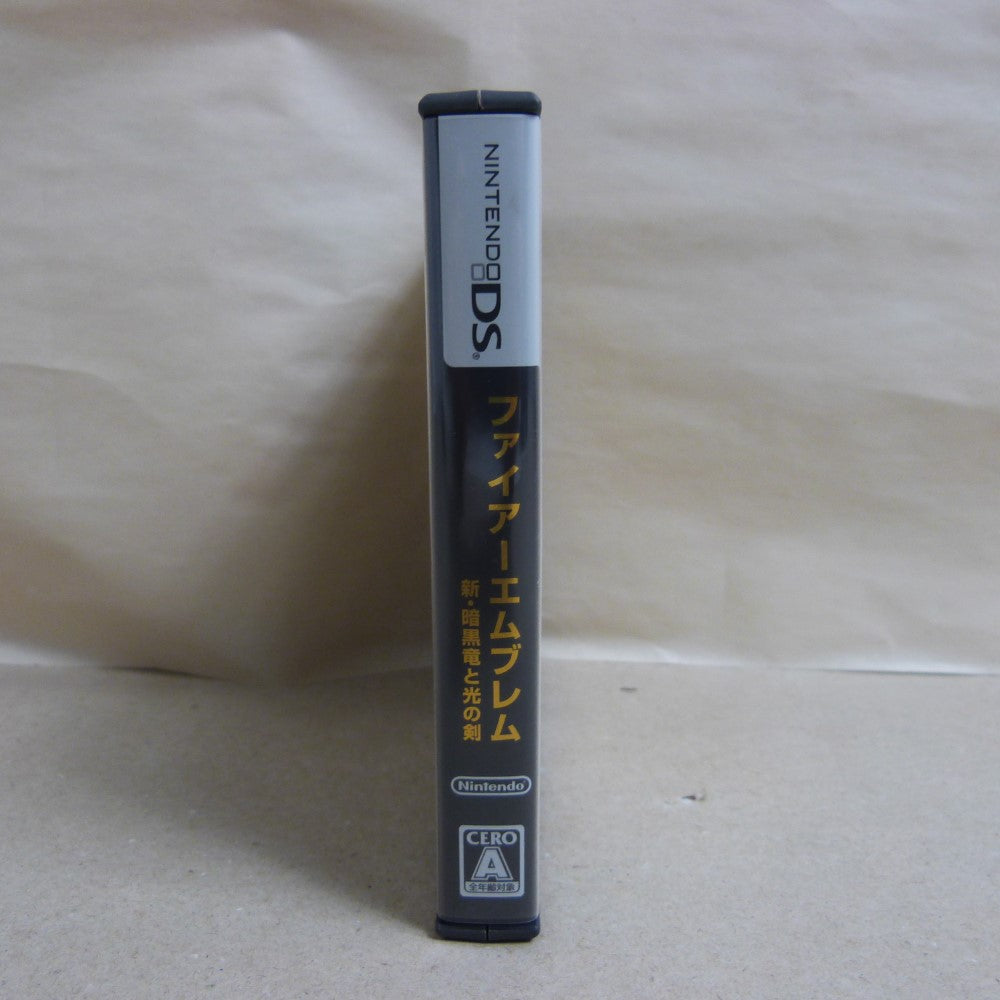 NINTENDO DS®
ファイアーエムブレム
新・暗黒竜と光の剣
Nintendo®
CERO
A
全年齢対象